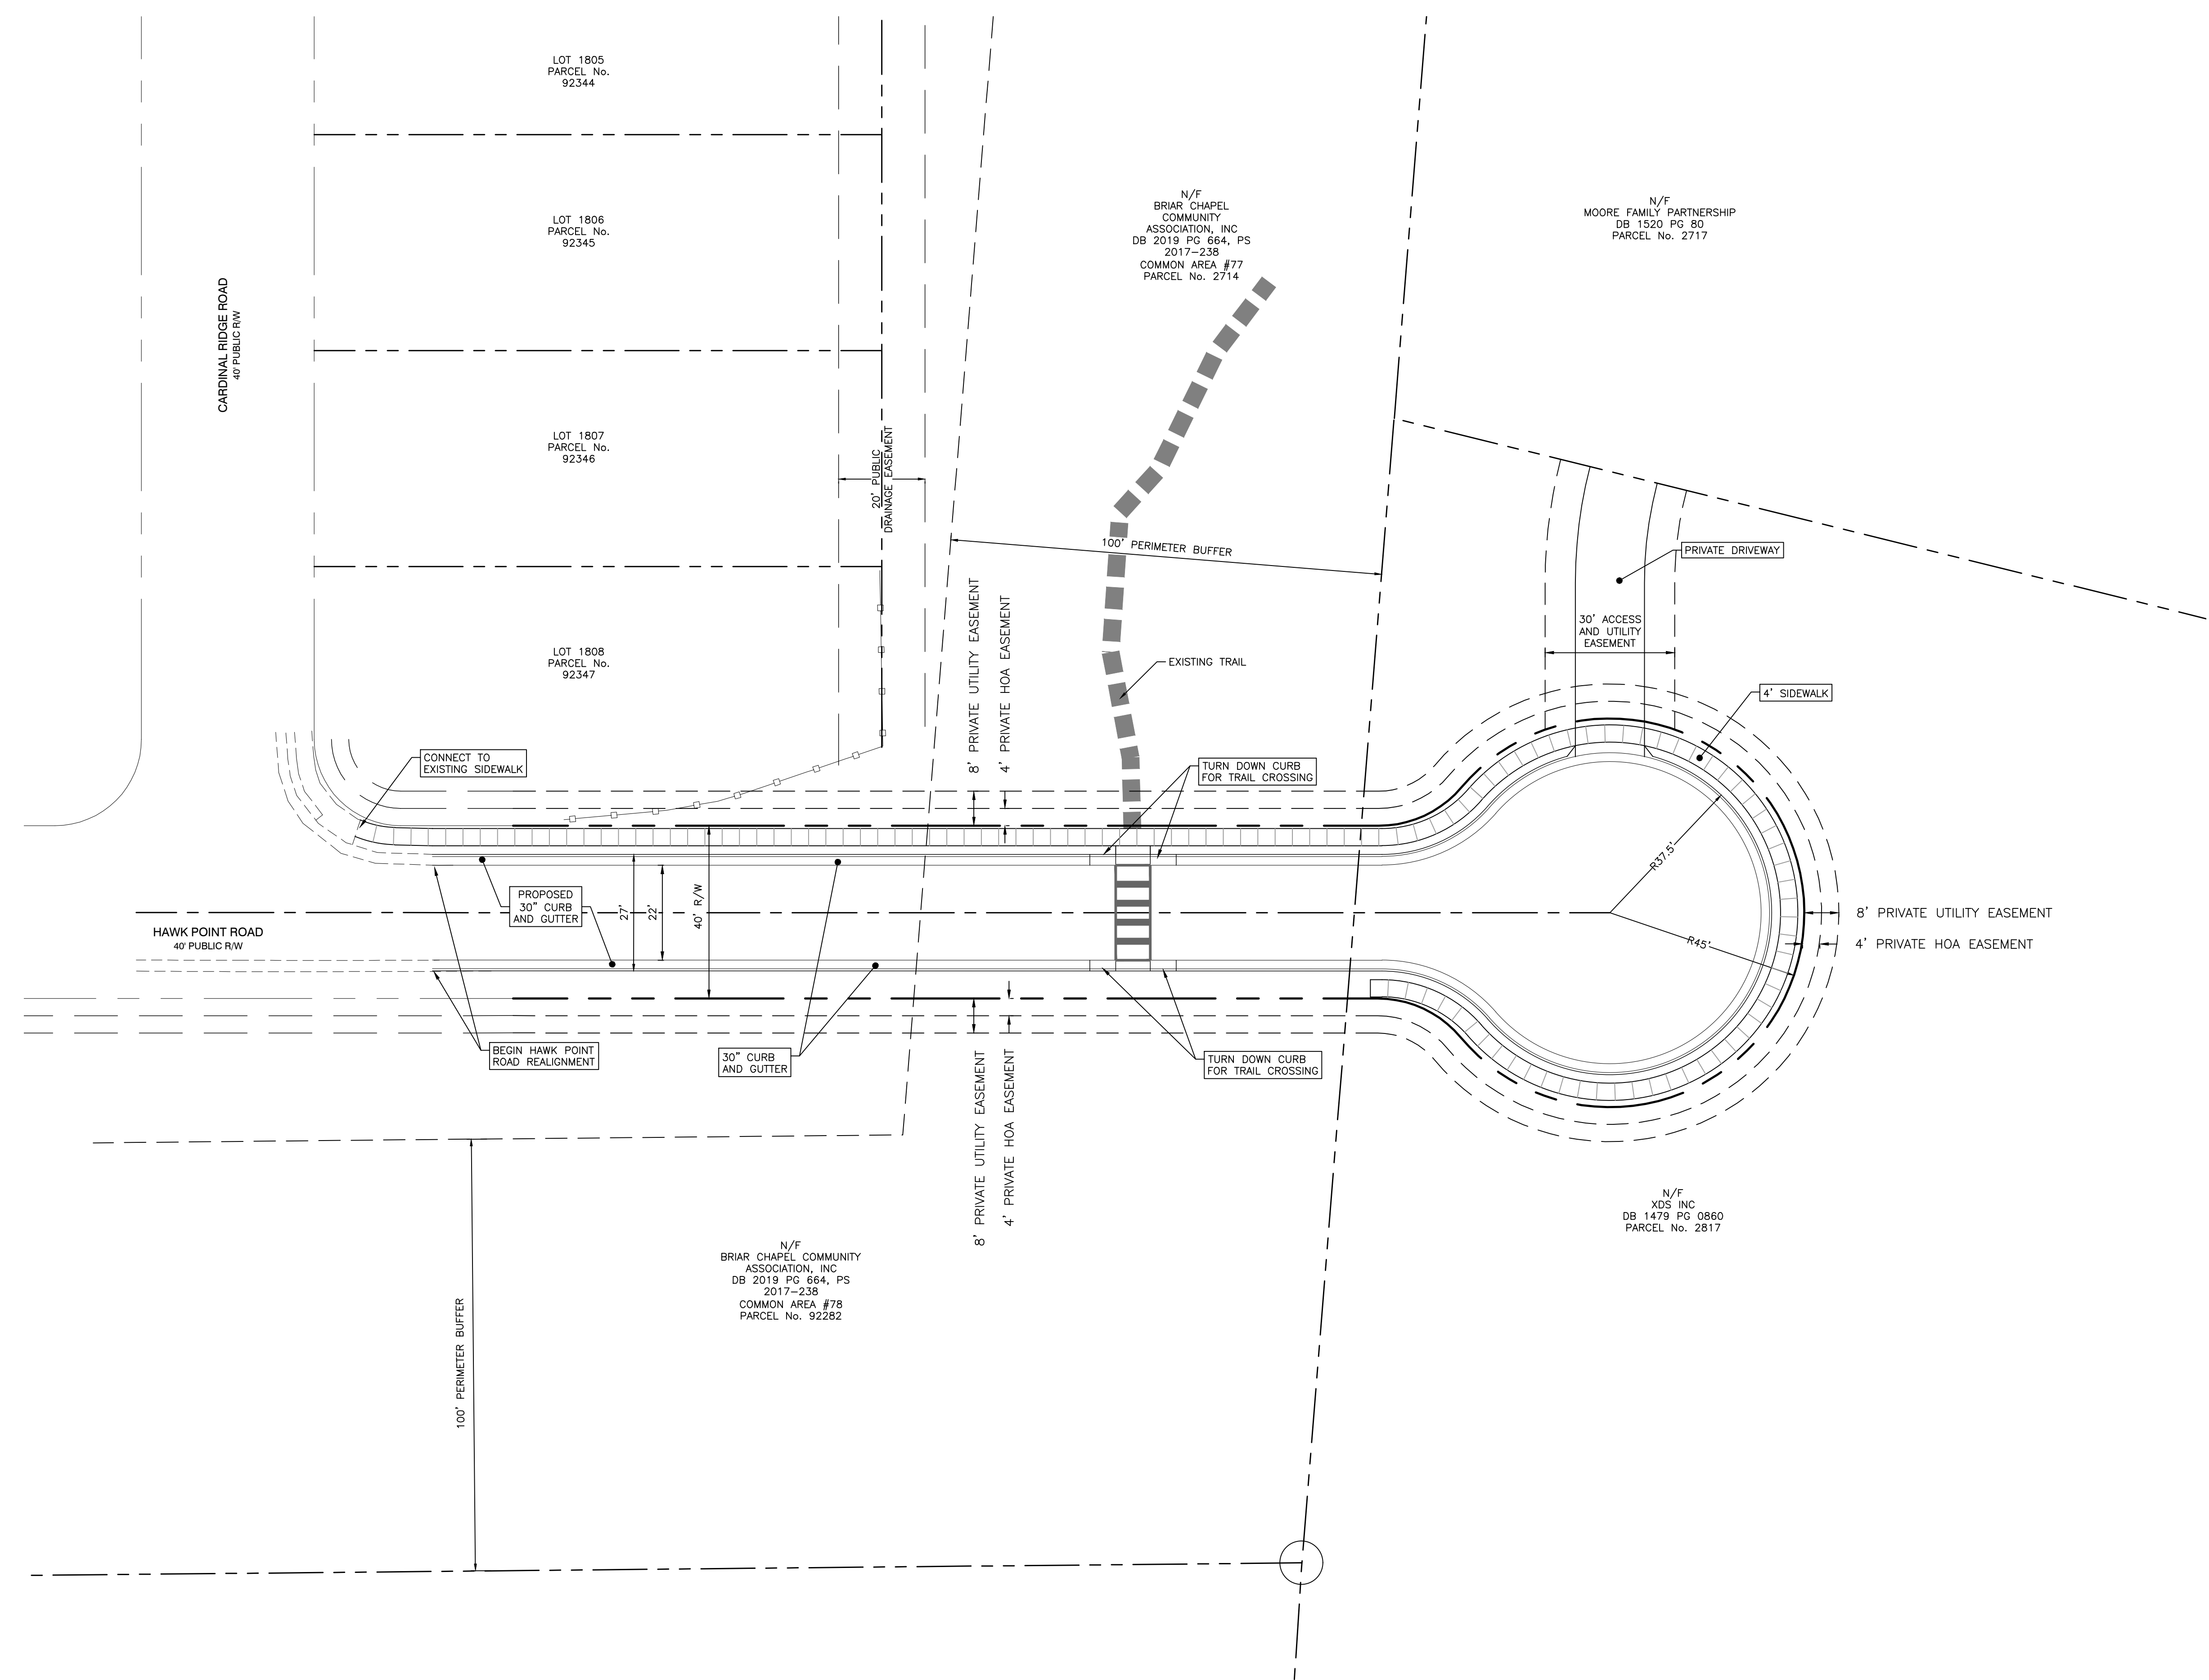 LOT 1805
PARCEL No.
92344
LOT 1806
PARCEL No.
92345
CARDINAL RIDGE ROAD
40' PUBLIC R/W
LOT 1807
PARCEL No.
92346
LOT 1808
PARCEL No.
92347
20' PUBLIC
DRAINAGE EASEMENT
N/F
BRIAR CHAPEL
COMMUNITY
ASSOCIATION, INC
DB 2019 PG 664, PS
2017-238
COMMON AREA #77
PARCEL No. 2714
N/F
MOORE FAMILY PARTNERSHIP
DB 1520 PG 80
PARCEL No. 2717
100' PERIMETER BUFFER
PRIVATE DRIVEWAY
30' ACCESS
AND UTILITY
EASEMENT
8' PRIVATE UTILITY EASEMENT
4' PRIVATE HOA EASEMENT
EXISTING TRAIL
4' SIDEWALK
CONNECT TO
EXISTING SIDEWALK
TURN DOWN CURB
FOR TRAIL CROSSING
R37.5'
PROPOSED
30" CURB
AND GUTTER
27'
22'
40' R/W
HAWK POINT ROAD
40' PUBLIC R/W
8' PRIVATE UTILITY EASEMENT
R45'
4' PRIVATE HOA EASEMENT
BEGIN HAWK POINT
ROAD REALIGNMENT
30" CURB
AND GUTTER
8' PRIVATE UTILITY EASEMENT
4' PRIVATE HOA EASEMENT
TURN DOWN CURB
FOR TRAIL CROSSING
N/F
XDS INC
DB 1479 PG 0860
PARCEL No. 2817
N/F
BRIAR CHAPEL COMMUNITY
ASSOCIATION, INC
DB 2019 PG 664, PS
2017-238
COMMON AREA #78
PARCEL No. 92282
100' PERIMETER BUFFER